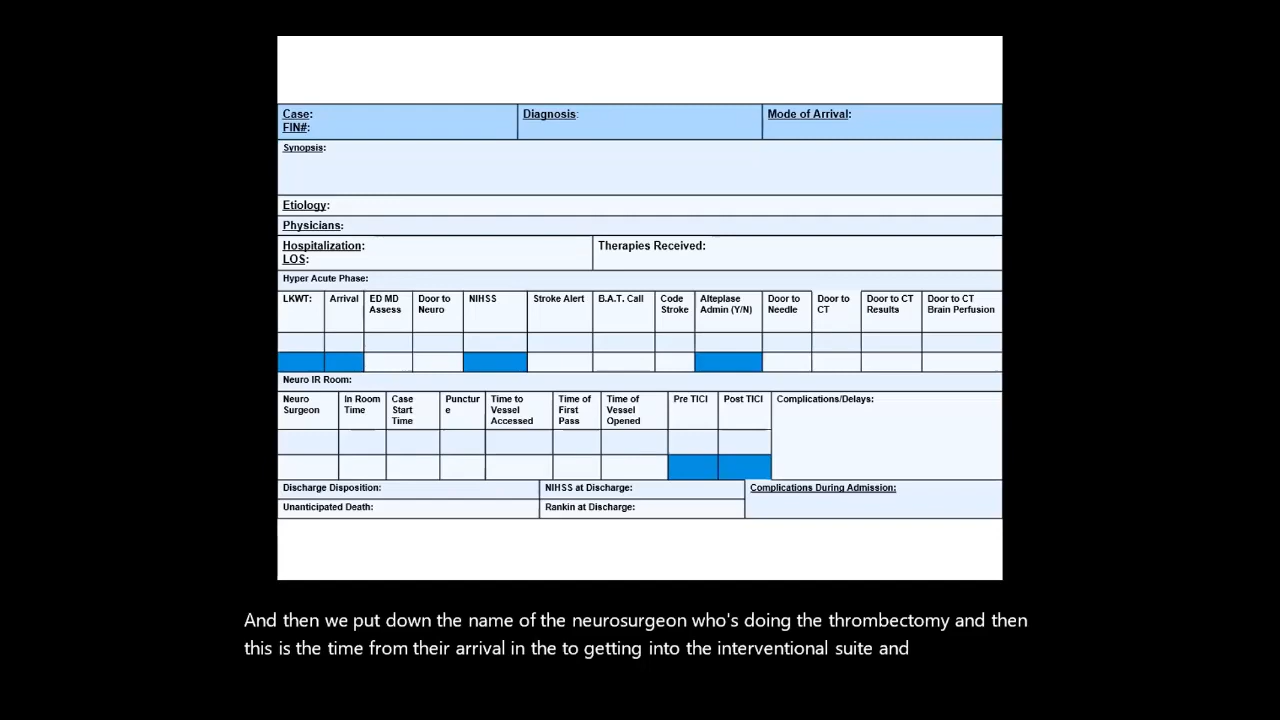 Case:
FIN#:
Diagnosis:
Mode of Arrival:
Synopsis:
Etiology:
Physicians:
Hospitalization:
LOS:
Therapies Received:
Hyper Acute Phase:
LKWT:
Arrival
ED MD
Assess
Door to
Neuro
NIHSS
Stroke Alert
B.A.T. Call
Code
Stroke
Alteplase
Admin (Y/N)
Door to
Needle
Door to
CT
Door to CT
Results
Door to CT
Brain Perfusion
Neuro IR Room:
Neuro
Surgeon
In Room
Time
Case
Start
Time
Punctur
e
Time to
Vessel
Accessed
Time of
First
Pass
Time of
Vessel
Opened
Pre TICI
Post TICI
Complications/Delays:
Discharge Disposition:
NIHSS at Discharge:
Complications During Admission:
Unanticipated Death:
Rankin at Discharge:
And then we put down the name of the neurosurgeon who's doing the thrombectomy and then
this is the time from their arrival in the to getting into the interventional suite and